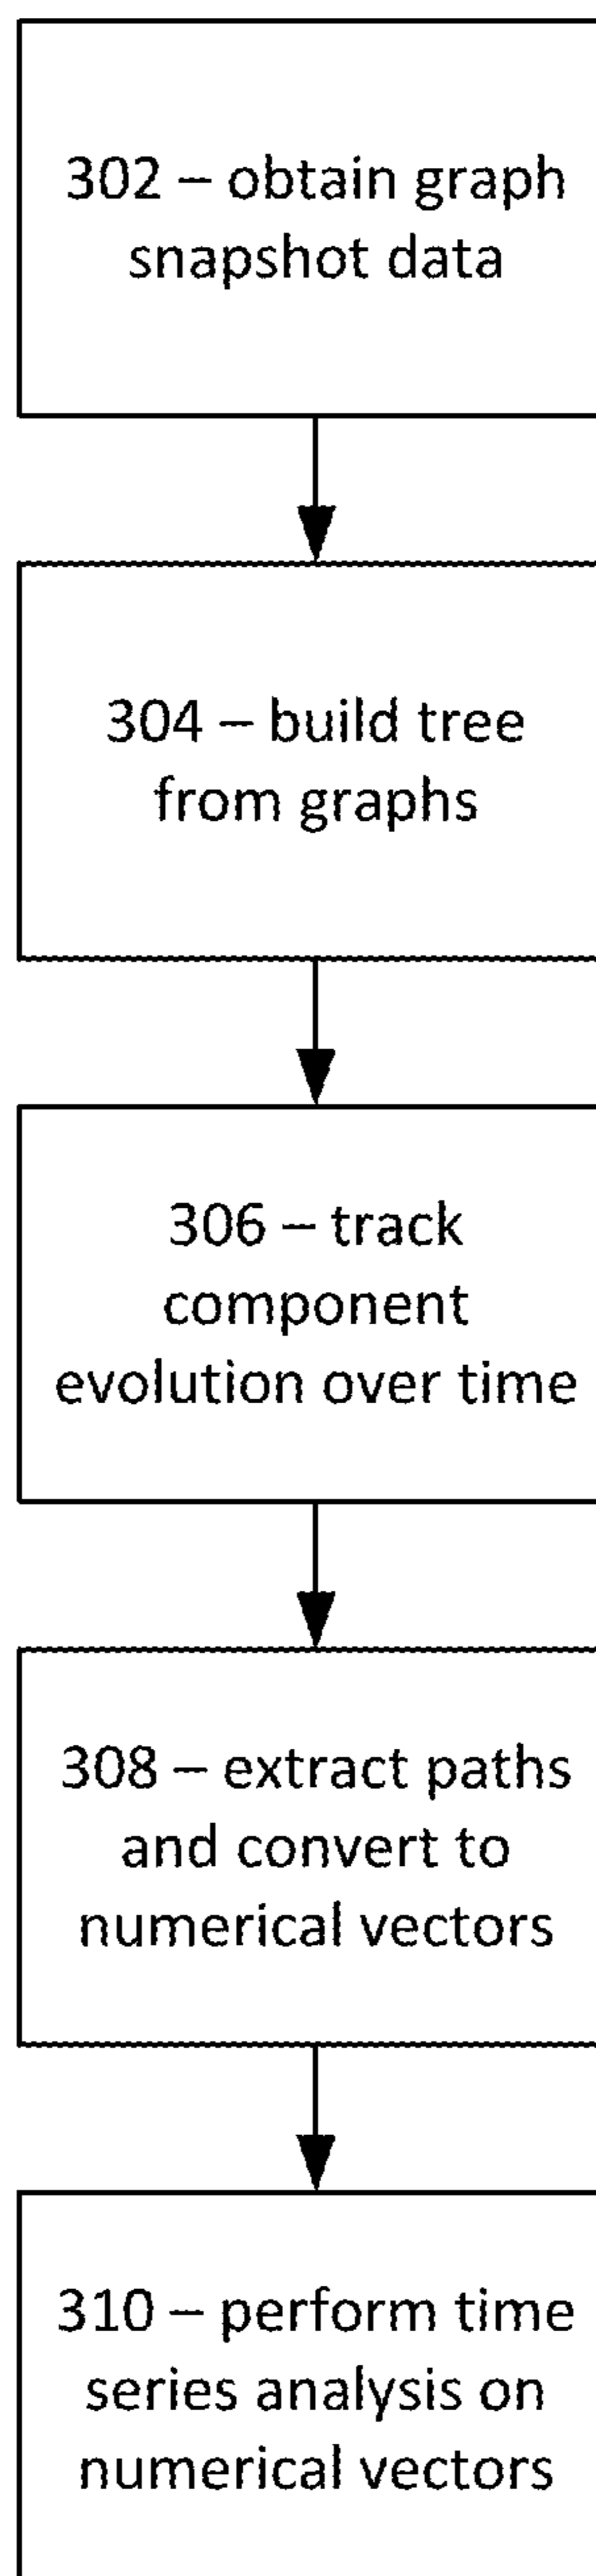 302 – obtain graph
snapshot data
304 – build tree
from graphs
306 – track
component
evolution over time
308 – extract paths
and convert to
numerical vectors
310 – perform time
series analysis on
numerical vectors